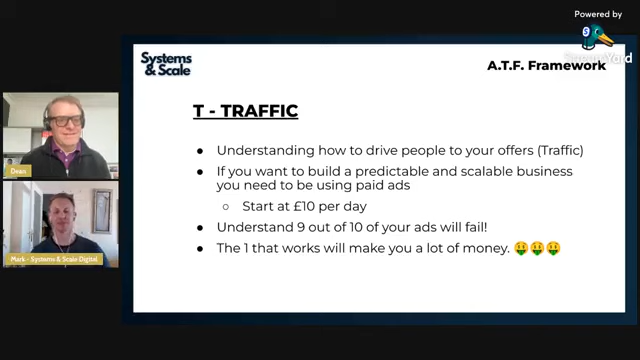 Powered by
Systems
& Scale
A.T.F. Framework
T - TRAFFIC
● Understanding how to drive people to your offers (Traffic)
● If you want to build a predictable and scalable business
you need to be using paid ads
○ Start at £10 per day
● Understand 9 out of 10 of your ads will fail!
● The 1 that works will make you a lot of money. 🤑🤑🤑
Dean
Mark - Systems & Scale Digital